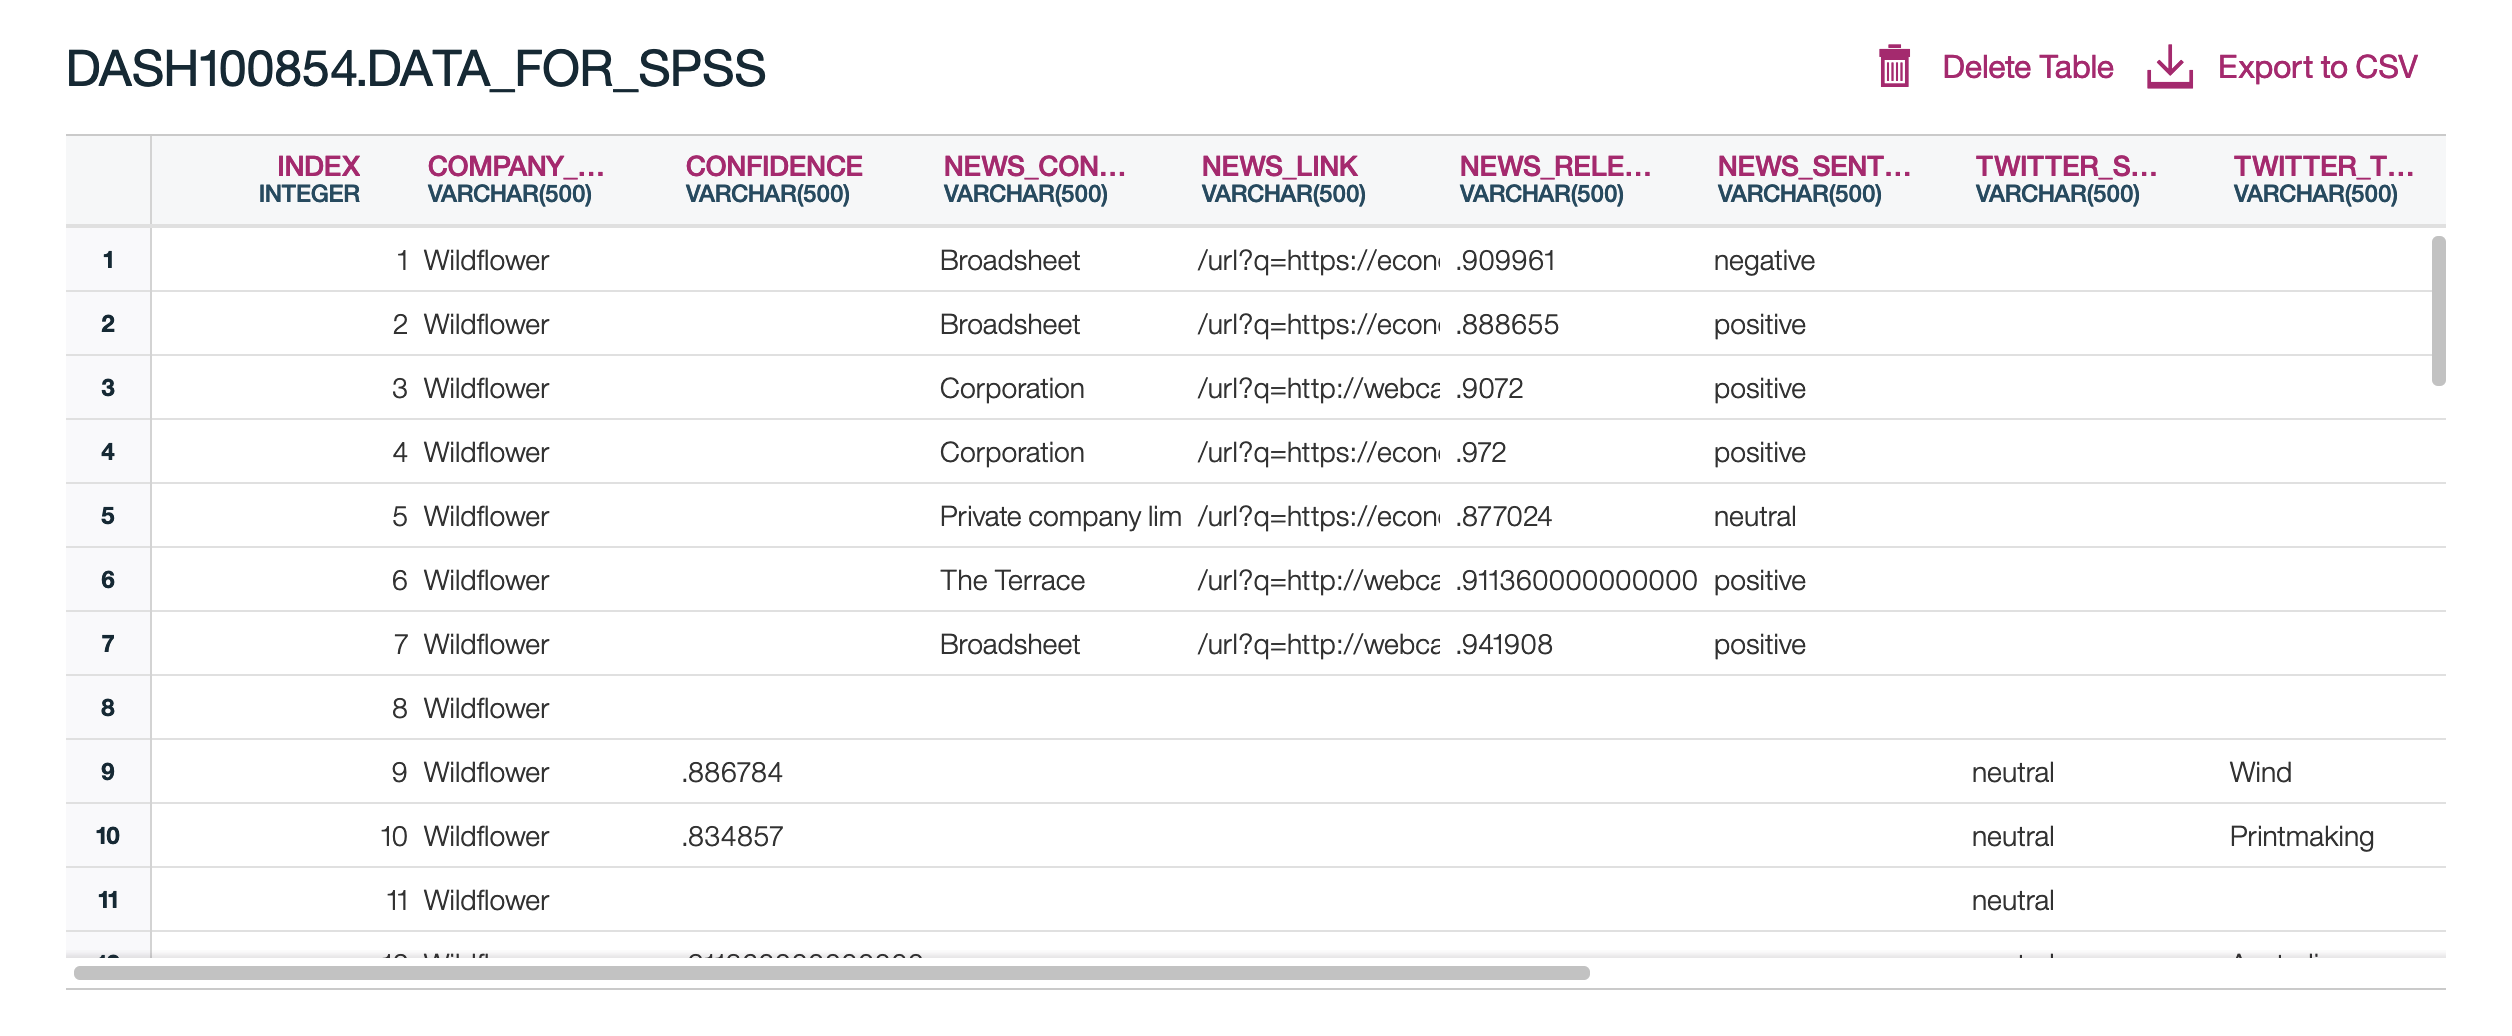 DASH100854.DATA_FOR_SPSS Delete Table Export to CSV
INDEX COMPANY_... CONFIDENCE NEWS_CON... NEWS_LINK NEWS_RELE... NEWS_SENT... TWITTER_S... TWITTER_T...
INTEGER VARCHAR(500) VARCHAR(500) VARCHAR(500) VARCHAR(500) VARCHAR(500) VARCHAR(500) VARCHAR(500) VARCHAR(500)
1 1 Wildflower Broadsheet /url?q=https://econ .909961 negative
2 2 Wildflower Broadsheet /url?q=https://econ .888655 positive
3 3 Wildflower Corporation /url?q=http://webca .9072 positive
4 4 Wildflower Corporation /url?q=https://econ .972 positive
5 5 Wildflower Private company lim /url?q=https://econ .877024 neutral
6 6 Wildflower The Terrace /url?q=http://webca .911360000000000 positive
7 7 Wildflower Broadsheet /url?q=http://webca .941908 positive
8 8 Wildflower
9 9 Wildflower .886784 neutral Wind
10 10 Wildflower .834857 neutral Printmaking
11 11 Wildflower neutral